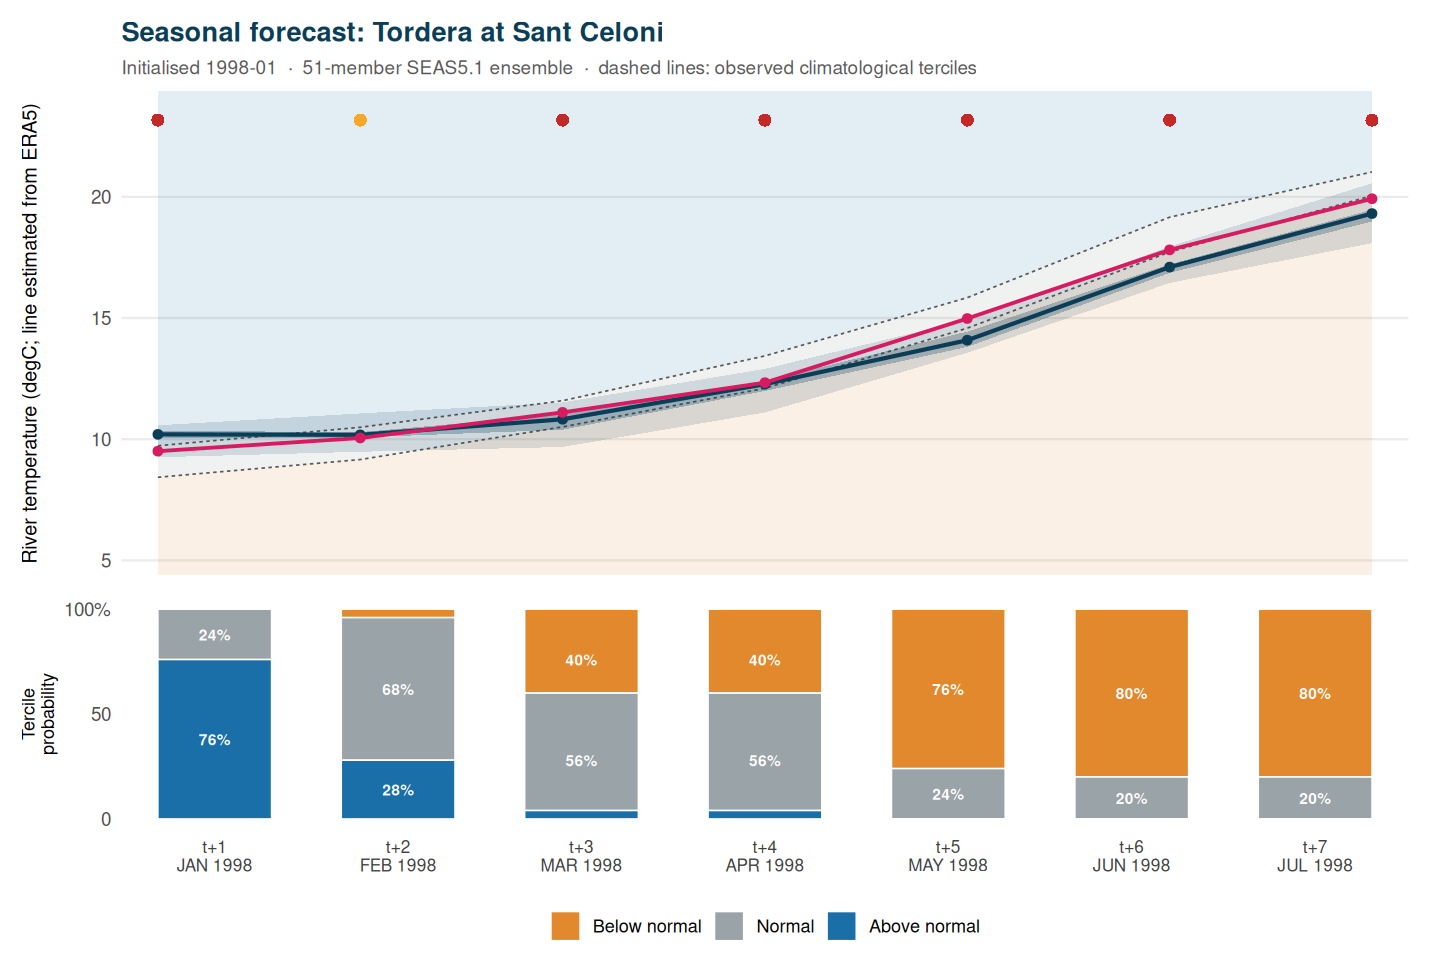 Seasonal forecast: Tordera at Sant Celoni
Initialised 1998-01 · 51-member SEAS5.1 ensemble · dashed lines: observed climatological terciles
River temperature (degC; line estimated from ERA5)
20
15
10
5
Tercile
probability
100%
50
0
24%
76%
68%
28%
40%
56%
40%
56%
76%
24%
80%
20%
80%
20%
t+1
JAN 1998
t+2
FEB 1998
t+3
MAR 1998
t+4
APR 1998
t+5
MAY 1998
t+6
JUN 1998
t+7
JUL 1998
Below normal
Normal
Above normal